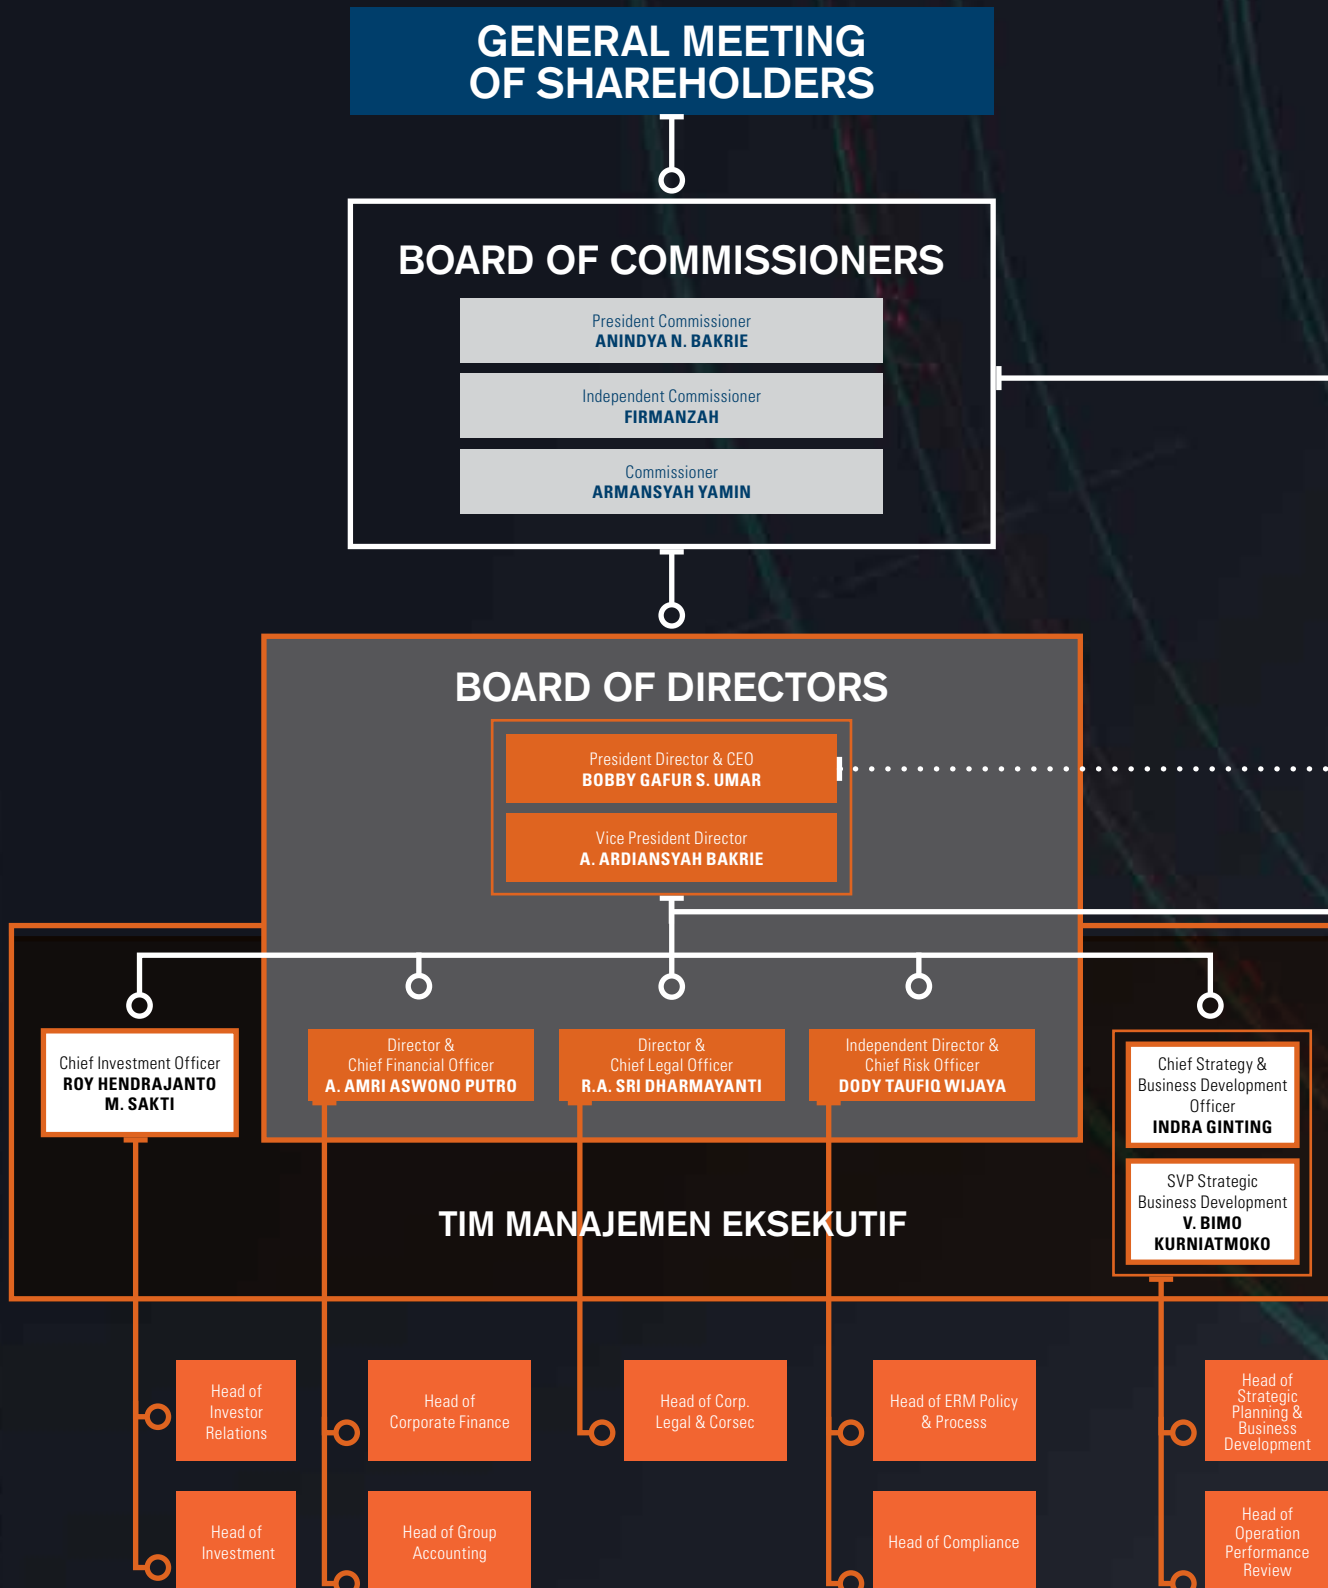 GENERAL MEETING
OF SHAREHOLDERS
BOARD OF COMMISSIONERS
President Commissioner
ANINDYA N. BAKRIE
Independent Commissioner
FIRMANZAH
Commissioner
ARMANSYAH YAMIN
BOARD OF DIRECTORS
President Director & CEO
BOBBY GAFUR S. UMAR
Vice President Director
A. ARDIANSYAH BAKRIE
Chief Investment Officer
ROY HENDRAJANTO
M. SAKTI
Director &
Chief Financial Officer
A. AMRI ASWONO PUTRO
Director &
Chief Legal Officer
R.A. SRI DHARMAYANTI
Independent Director &
Chief Risk Officer
DODY TAUFIQ WIJAYA
Chief Strategy &
Business Development
Officer
INDRA GINTING
SVP Strategic
Business Development
V. BIMO
KURNIATMOKO
TIM MANAJEMEN EKSEKUTIF
Head of
Investor
Relations
Head of
Corporate Finance
Head of Corp.
Legal & Corsec
Head of ERM Policy
& Process
Head of
Strategic
Planning &
Business
Development
Head of
Investment
Head of Group
Accounting
Head of Compliance
Head of
Operation
Performance
Review